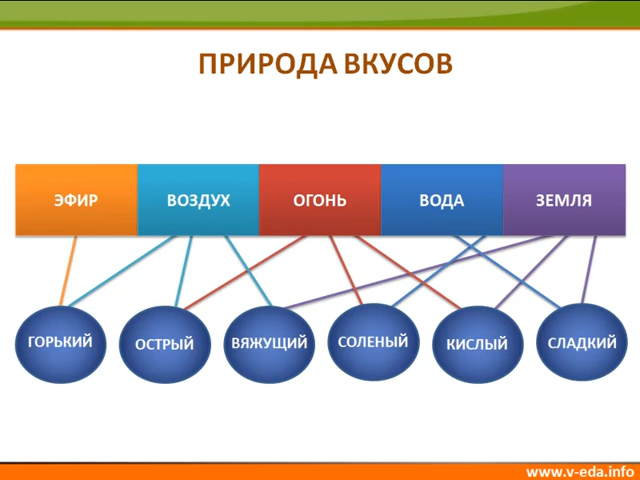 ПРИРОДА ВКУСОВ
ЭФИР ВОЗДУХ ОГОНЬ ВОДА ЗЕМЛЯ
ГОРЬКИЙ ОСТРЫЙ ВЯЖУЩИЙ СОЛЕНЫЙ КИСЛЫЙ СЛАДКИЙ
www.v-eda.info